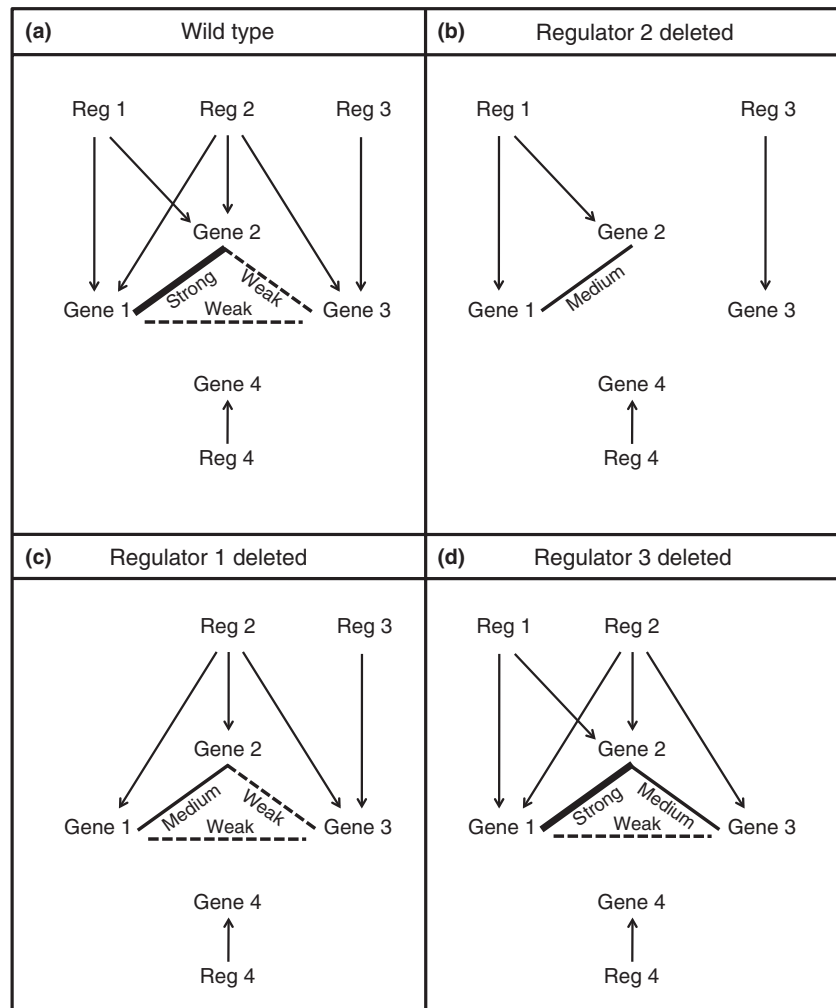 (a) Wild type
Reg 1 Reg 2 Reg 3
Gene 2
Strong Weak
Weak
Gene 1 Gene 3
Gene 4
Reg 4
(b) Regulator 2 deleted
Reg 1 Reg 3
Gene 2
Medium
Gene 1 Gene 3
Gene 4
Reg 4
(c) Regulator 1 deleted
Reg 2 Reg 3
Gene 2
Medium Weak
Weak
Gene 1 Gene 3
Gene 4
Reg 4
(d) Regulator 3 deleted
Reg 1 Reg 2
Gene 2
Strong Medium
Weak
Gene 1 Gene 3
Gene 4
Reg 4